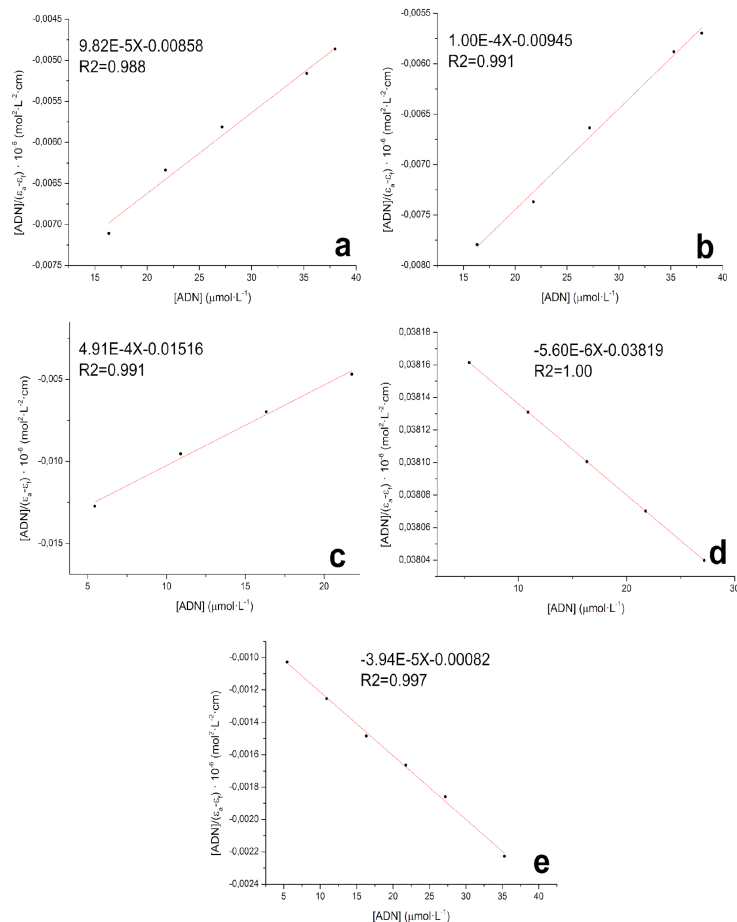 9.82E-5X-0.00858
R2=0.988
-0,0045
-0,0050
-0,0055
-0,0060
-0,0065
-0,0070
-0,0075
[ADN]/(εa-εf) · 10-6 (mol2·L-2·cm)
15 20 25 30 35 40
[ADN] (μmol·L-1)
a
1.00E-4X-0.00945
R2=0.991
-0,0055
-0,0060
-0,0065
-0,0070
-0,0075
-0,0080
[ADN]/(εa-εf) · 10-6 (mol2·L-2·cm)
15 20 25 30 35 40
[ADN] (μmol·L-1)
b
4.91E-4X-0.01516
R2=0.991
-0,005
-0,010
-0,015
[ADN]/(εa-εf) · 10-6 (mol2·L-2·cm)
5 10 15 20
[ADN] (μmol·L-1)
c
-5.60E-6X-0.03819
R2=1.00
0,03818
0,03816
0,03814
0,03812
0,03810
0,03808
0,03806
0,03804
[ADN]/(εa-εf) · 10-6 (mol2·L-2·cm)
10 20 30
[ADN] (μmol·L-1)
d
-3.94E-5X-0.00082
R2=0.997
-0,0010
-0,0012
-0,0014
-0,0016
-0,0018
-0,0020
-0,0022
-0,0024
[ADN]/(εa-εf) · 10-6 (mol2·L-2·cm)
5 10 15 20 25 30 35 40
[ADN] (μmol·L-1)
e